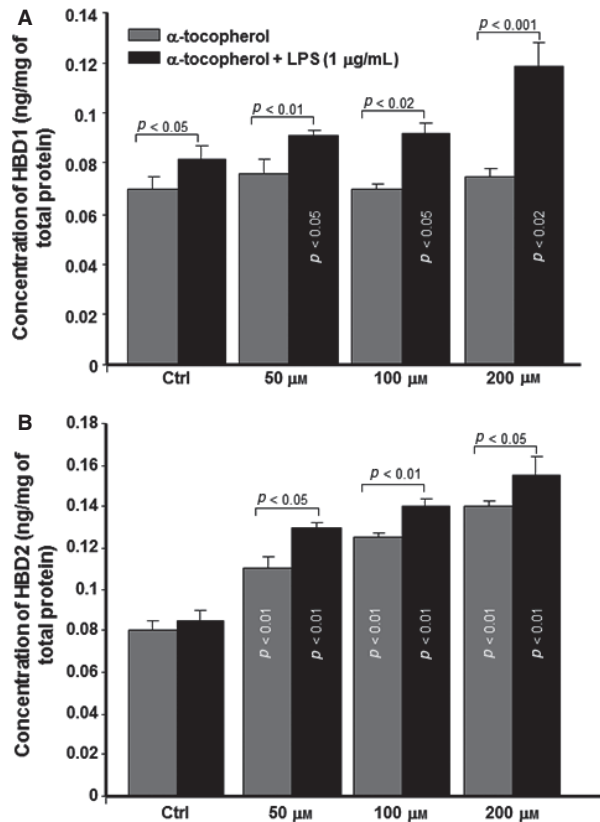 A
Concentration of HBD1 (ng/mg of
total protein)
0.14
0.12
0.1
0.08
0.06
0.04
0.02
0
α-tocopherol
α-tocopherol + LPS (1 µg/mL)
p < 0.05
p < 0.01
p < 0.02
p < 0.001
p < 0.05
p < 0.05
p < 0.02
Ctrl
50 µM
100 µM
200 µM
B
Concentration of HBD2 (ng/mg of
total protein)
0.18
0.16
0.14
0.12
0.1
0.08
0.06
0.04
0.02
0
p < 0.05
p < 0.01
p < 0.05
p < 0.01
p < 0.01
p < 0.01
p < 0.01
p < 0.01
p < 0.01
Ctrl
50 µM
100 µM
200 µM